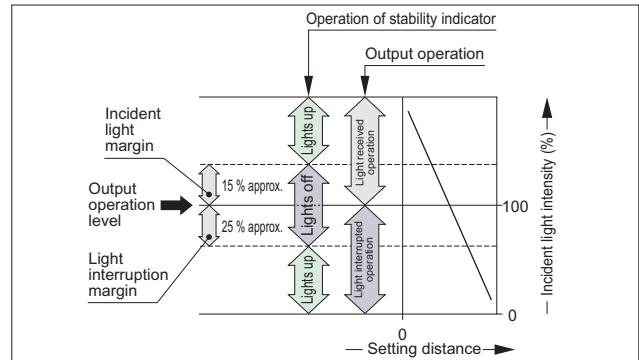 Operation of stability indicator
Output operation
Incident
light
margin
Output
operation
level
Light
interruption
margin
15 % approx.
25 % approx.
Lights up
Lights off
Lights up
Light received
operation
Light interrupted
operation
100
0
Incident light intensity (%)
0
Setting distance